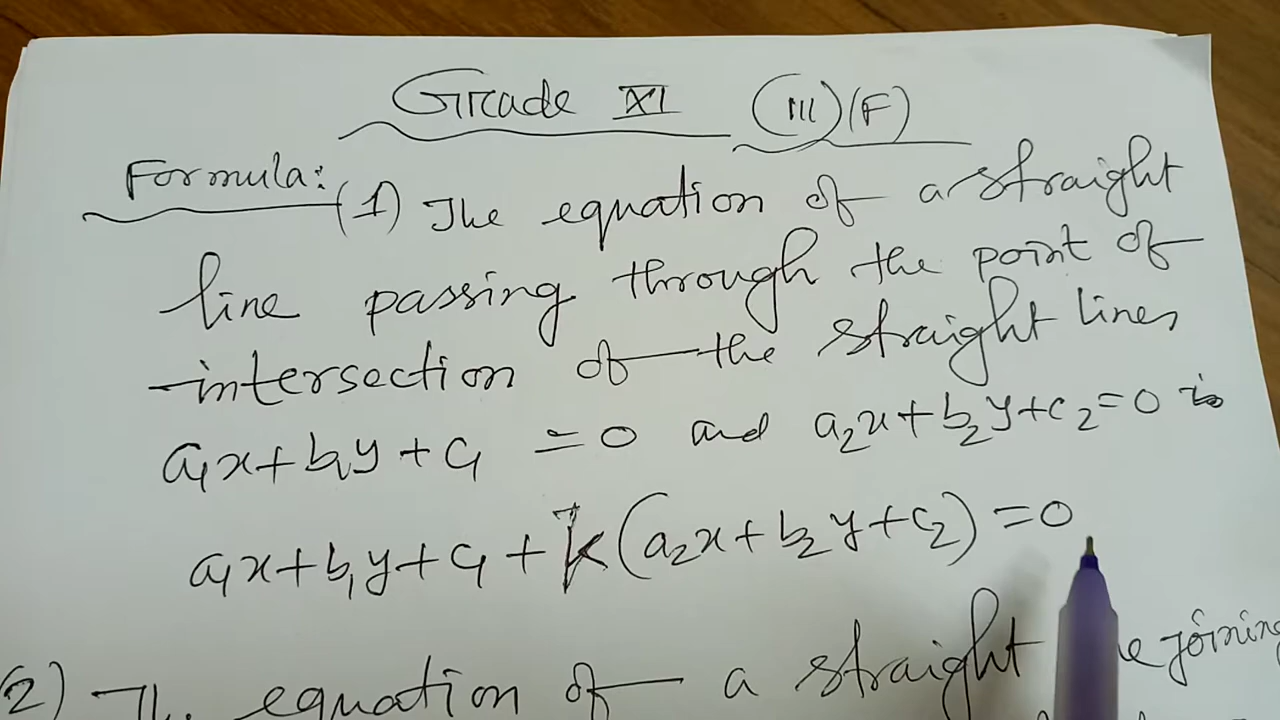 Grade XI (III)(F)
Formula: (1) The equation of a straight
line passing through the point of
intersection of the straight lines
a₁x+b₁y+c₁ =0 and a₂x+b₂y+c₂=0 is
a₁x+b₁y+c₁+k(a₂x+b₂y+c₂)=0
(2) The equation of a straight joining